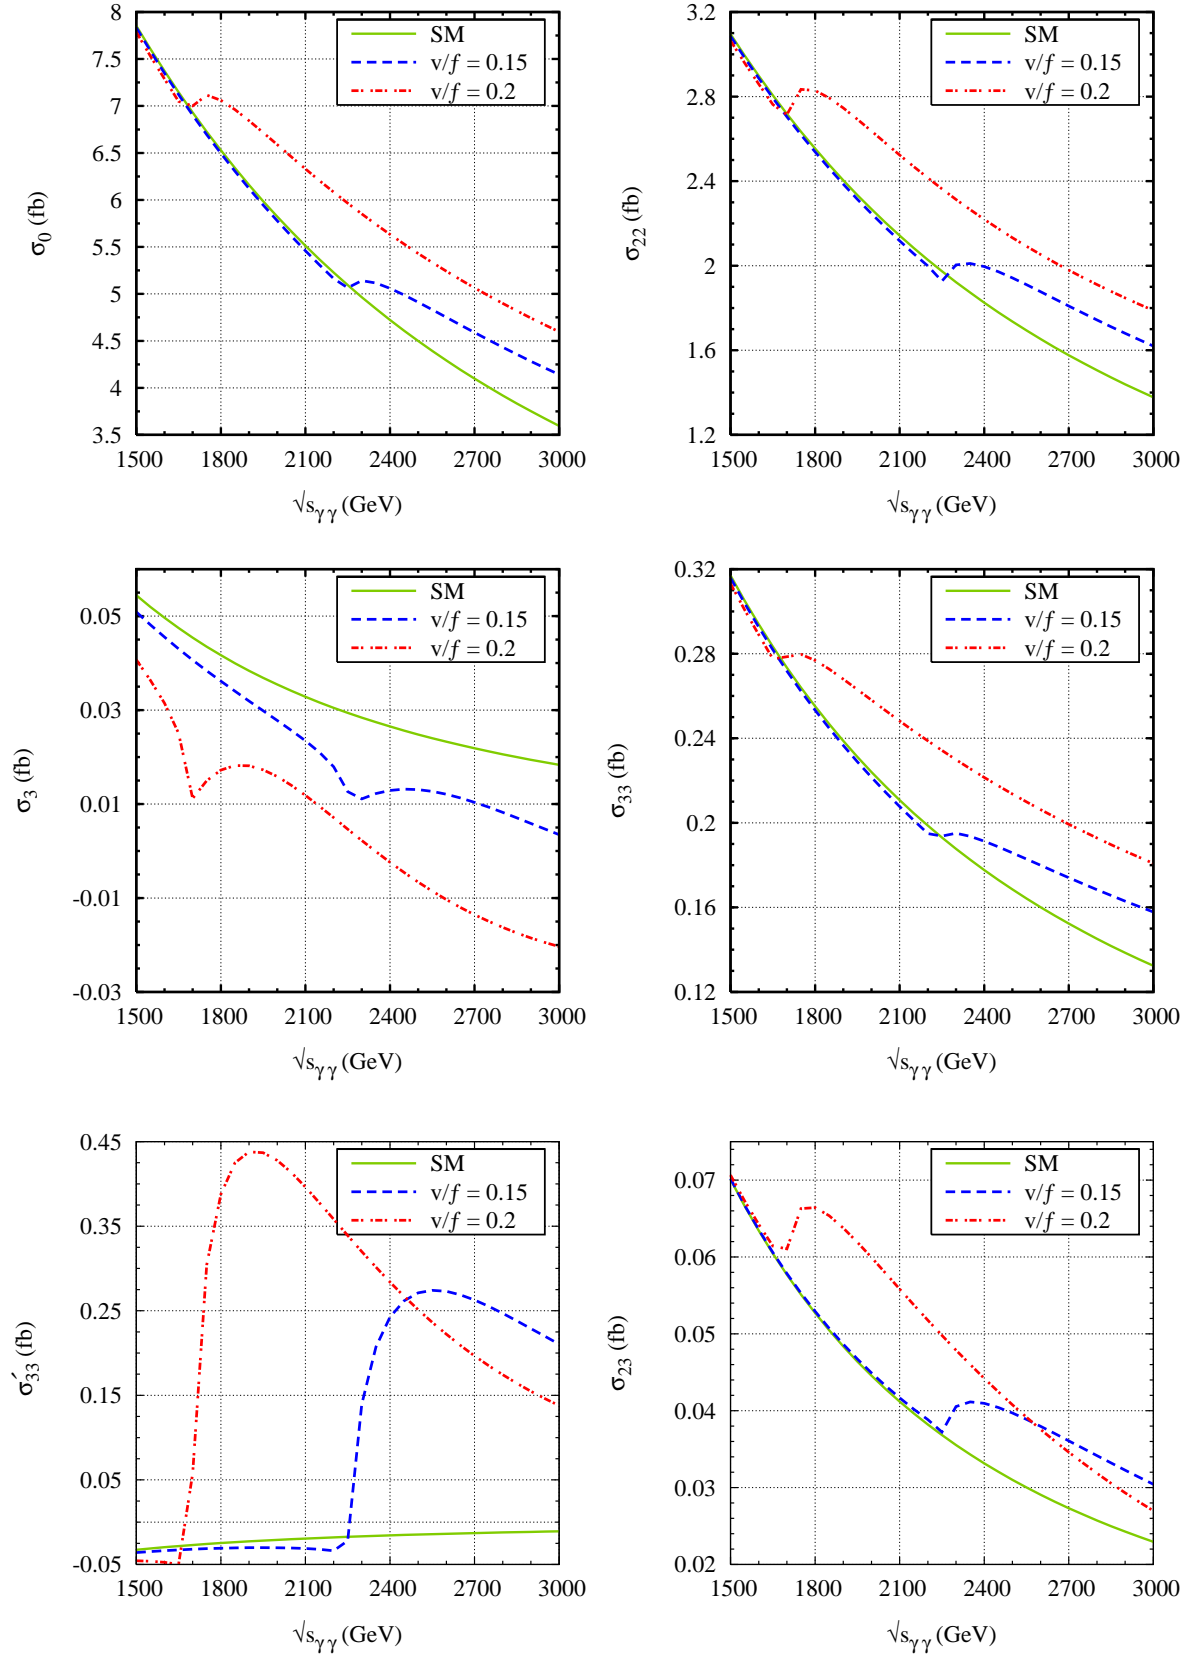 8
7.5
7
6.5
6
5.5
5
4.5
4
3.5
1500 1800 2100 2400 2700 3000
σ0 (fb)
√sγγ (GeV)
SM
v/f = 0.15
v/f = 0.2
3.2
2.8
2.4
2
1.6
1.2
1500 1800 2100 2400 2700 3000
σ22 (fb)
√sγγ (GeV)
SM
v/f = 0.15
v/f = 0.2
0.05
0.03
0.01
-0.01
-0.03
1500 1800 2100 2400 2700 3000
σ3 (fb)
√sγγ (GeV)
SM
v/f = 0.15
v/f = 0.2
0.32
0.28
0.24
0.2
0.16
0.12
1500 1800 2100 2400 2700 3000
σ33 (fb)
√sγγ (GeV)
SM
v/f = 0.15
v/f = 0.2
0.45
0.35
0.25
0.15
0.05
-0.05
1500 1800 2100 2400 2700 3000
σ′33 (fb)
√sγγ (GeV)
SM
v/f = 0.15
v/f = 0.2
0.07
0.06
0.05
0.04
0.03
0.02
1500 1800 2100 2400 2700 3000
σ23 (fb)
√sγγ (GeV)
SM
v/f = 0.15
v/f = 0.2